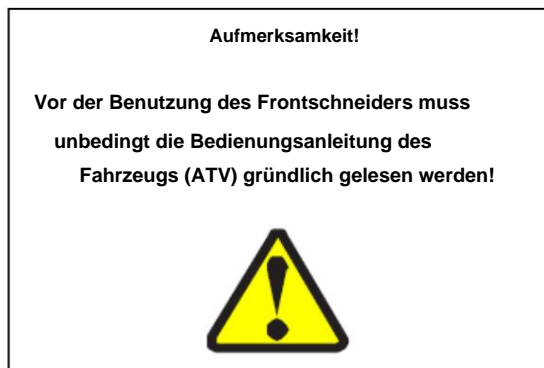 Aufmerksamkeit!
Vor der Benutzung des Frontschneiders muss
unbedingt die Bedienungsanleitung des
Fahrzeugs (ATV) gründlich gelesen werden!